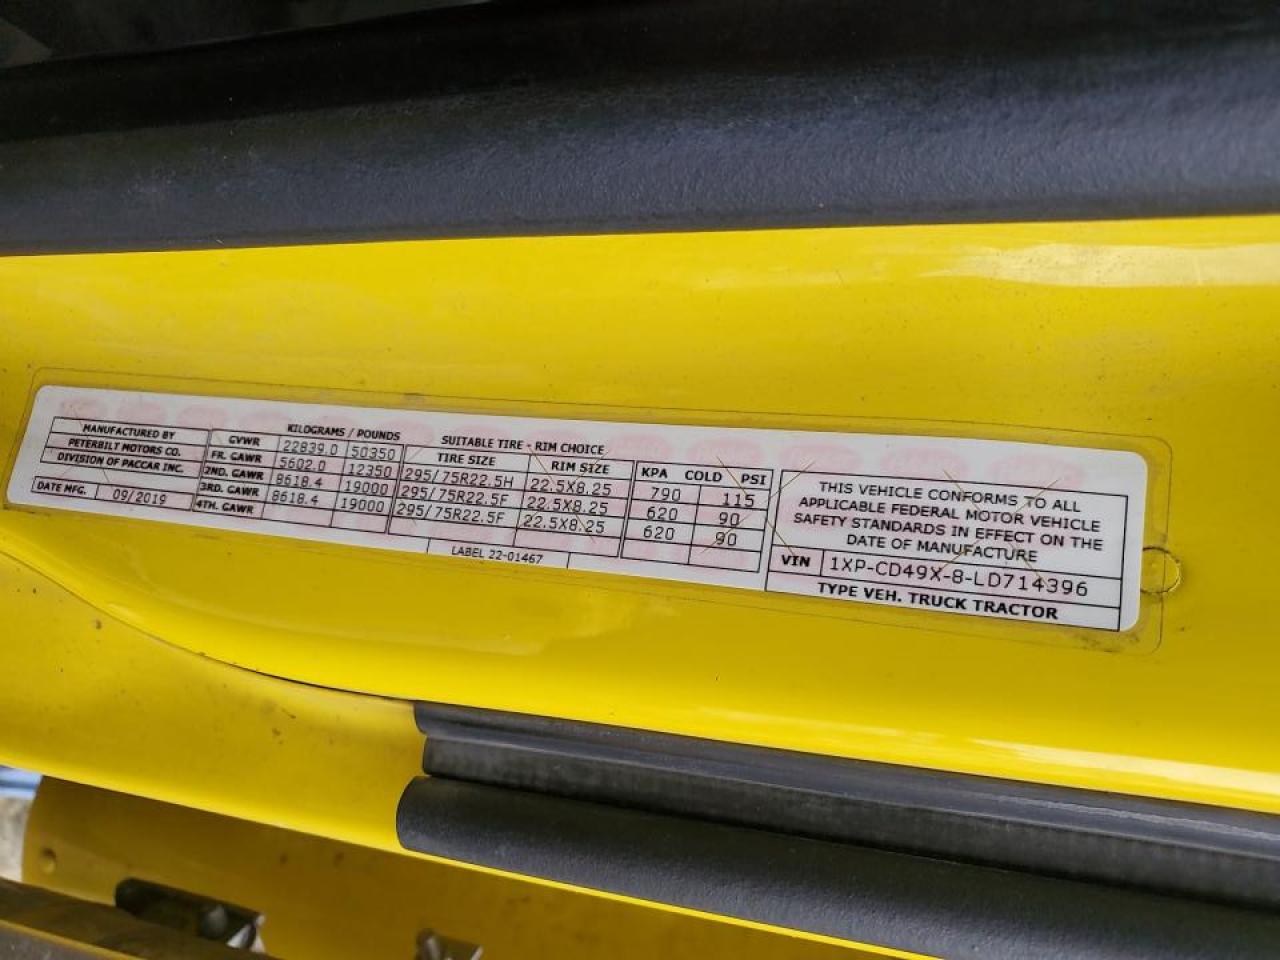 MANUFACTURED BY
PETERBILT MOTORS CO.
DIVISION OF PACCAR INC.
DATE MFG. 09/2019
KILOGRAMS / POUNDS
GVWR 22839.0 50350
FR. GAWR 5602.0 12350
2ND. GAWR 8618.4 19000
3RD. GAWR 8618.4 19000
4TH. GAWR
SUITABLE TIRE - RIM CHOICE
TIRE SIZE RIM SIZE
295/75R22.5H 22.5X8.25
295/75R22.5F 22.5X8.25
295/75R22.5F 22.5X8.25
KPA COLD PSI
790 115
620 90
620 90
LABEL 22-01467
THIS VEHICLE CONFORMS TO ALL
APPLICABLE FEDERAL MOTOR VEHICLE
SAFETY STANDARDS IN EFFECT ON THE
DATE OF MANUFACTURE
VIN 1XP-CD49X-8-LD714396
TYPE VEH. TRUCK TRACTOR